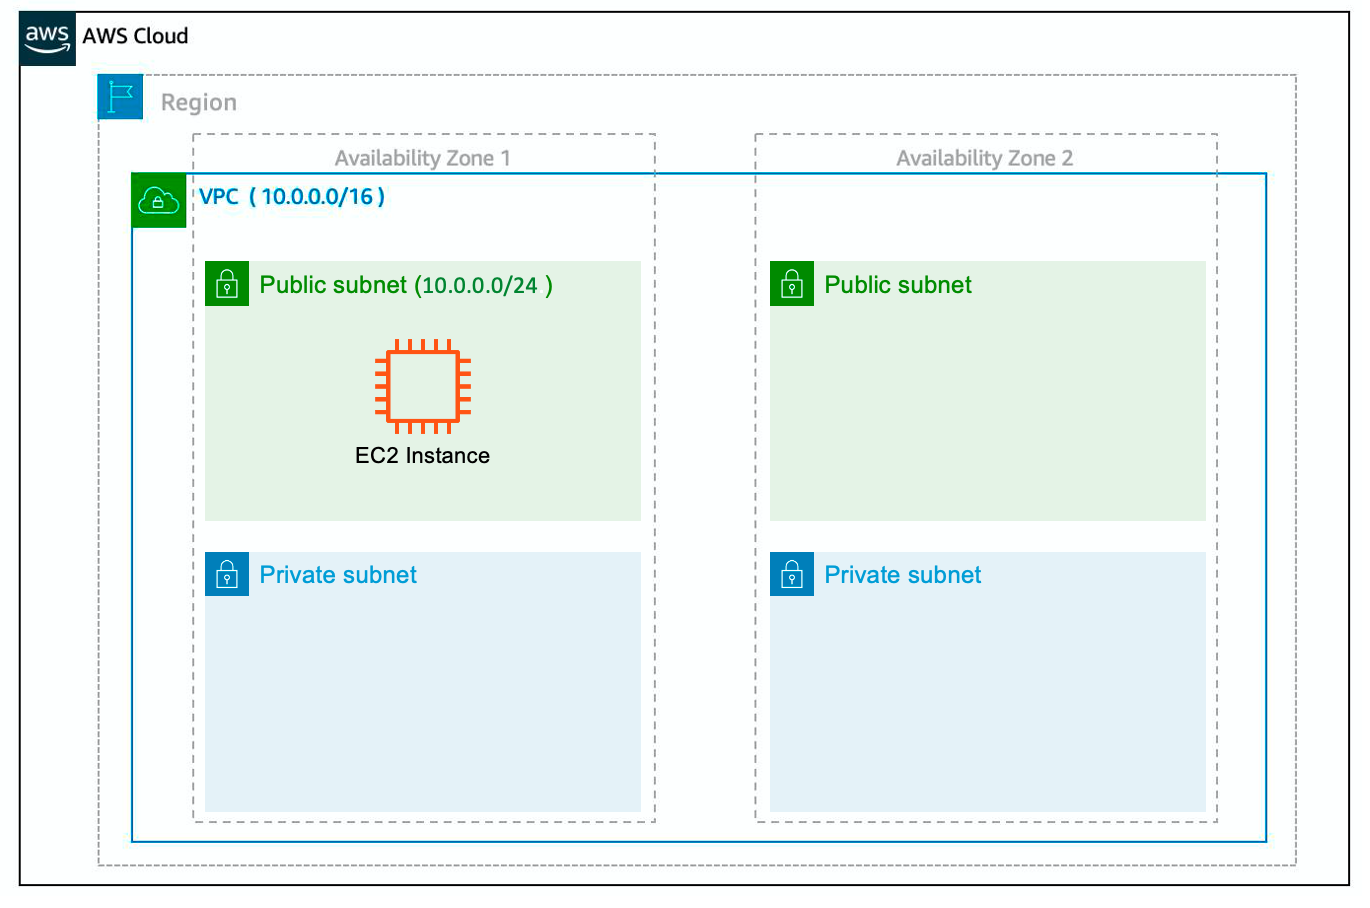 aws
AWS Cloud
Region
Availability Zone 1
Availability Zone 2
VPC ( 10.0.0.0/16 )
Public subnet (10.0.0.0/24 )
Public subnet
EC2 Instance
Private subnet
Private subnet